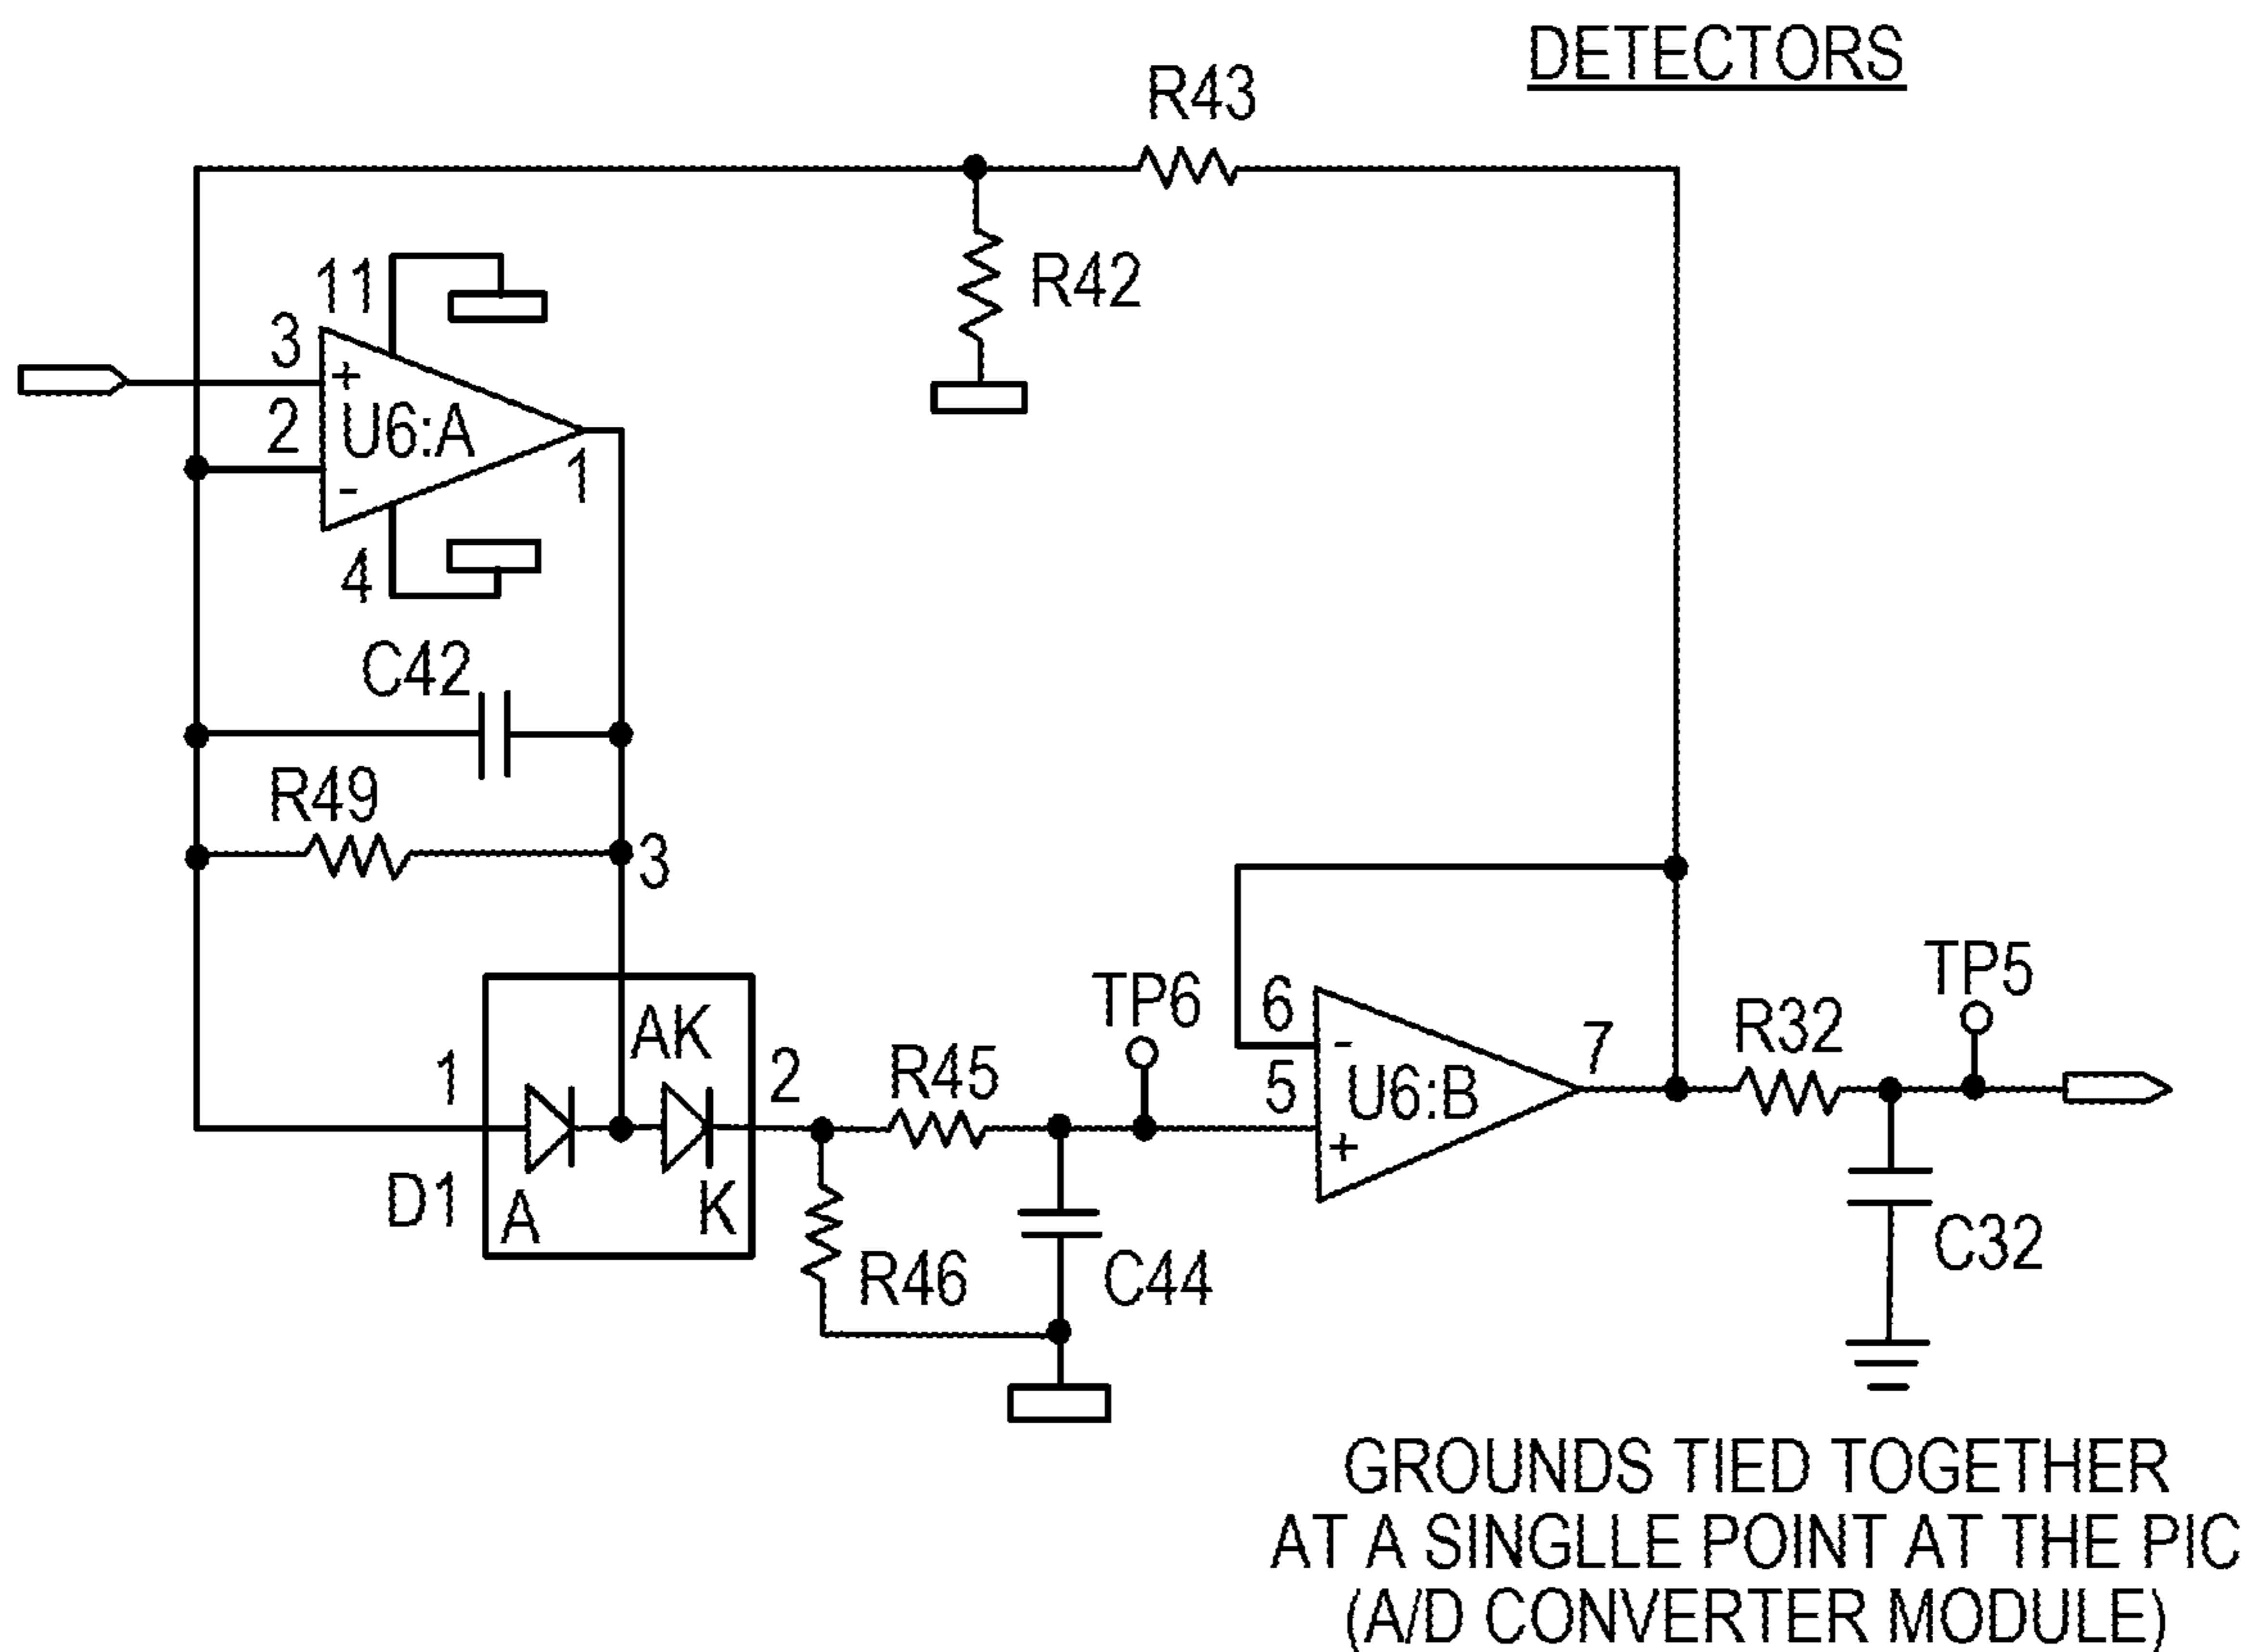 DETECTORS
R43
R42
11
3
+
2
U6:A
-
1
4
C42
R49
3
AK
1
2
D1
A
K
R45
R46
TP6
C44
6
-
5
U6:B
+
7
R32
TP5
C32
GROUNDS TIED TOGETHER
AT A SINGLLE POINT AT THE PIC
(A/D CONVERTER MODULE)